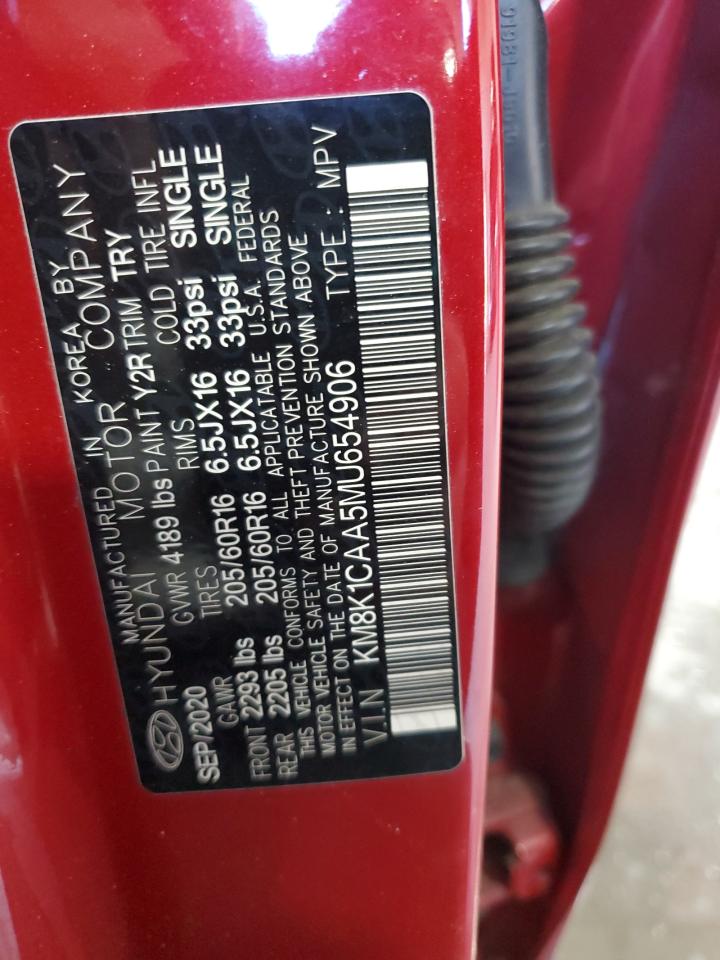 MANUFACTURED IN KOREA BY
HYUNDAI MOTOR COMPANY
SEP/2020 GVWR 4189 lbs PAINT Y2R TRIM TRY
GAWR TIRES RIMS COLD TIRE INFL
FRONT 2293 lbs 205/60R16 6.5JX16 33psi SINGLE
REAR 2205 lbs 205/60R16 6.5JX16 33psi SINGLE
THIS VEHICLE CONFORMS TO ALL APPLICABLE U.S.A. FEDERAL
MOTOR VEHICLE SAFETY AND THEFT PREVENTION STANDARDS
IN EFFECT ON THE DATE OF MANUFACTURE SHOWN ABOVE
V.I.N KM8K1CAA5MU654906 TYPE : MPV